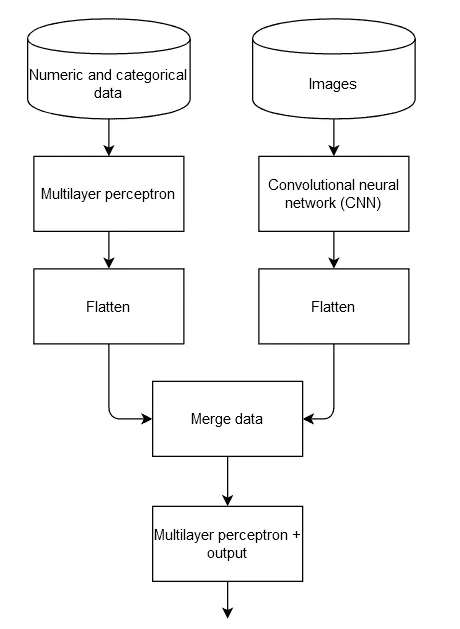 Numeric and categorical
data
Images
Multilayer perceptron
Convolutional neural
network (CNN)
Flatten
Flatten
Merge data
Multilayer perceptron +
output